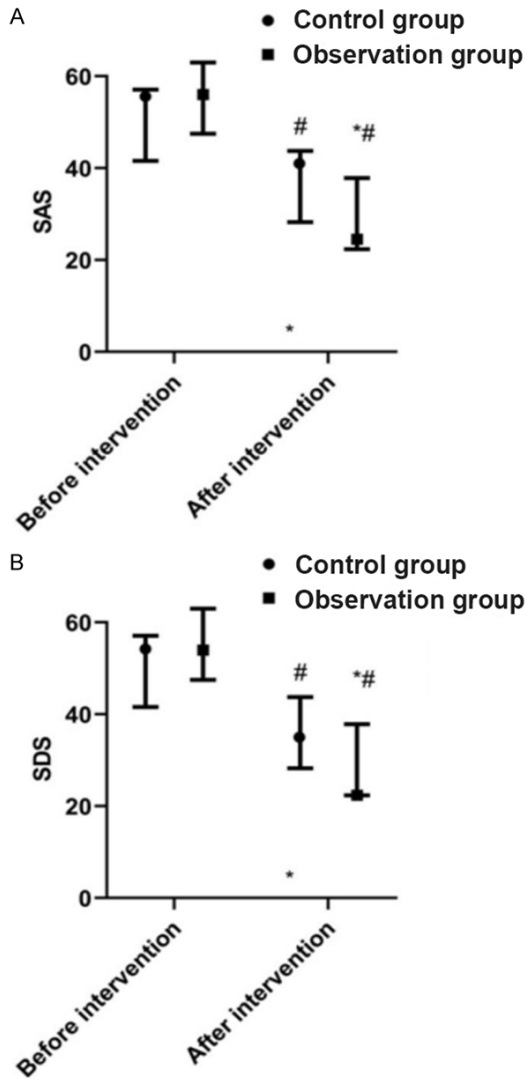 A
Control group
Observation group
60
#
*#
40
SAS
20
*
0
Before intervention
After intervention
B
Control group
Observation group
60
#
*#
40
SDS
20
*
0
Before intervention
After intervention